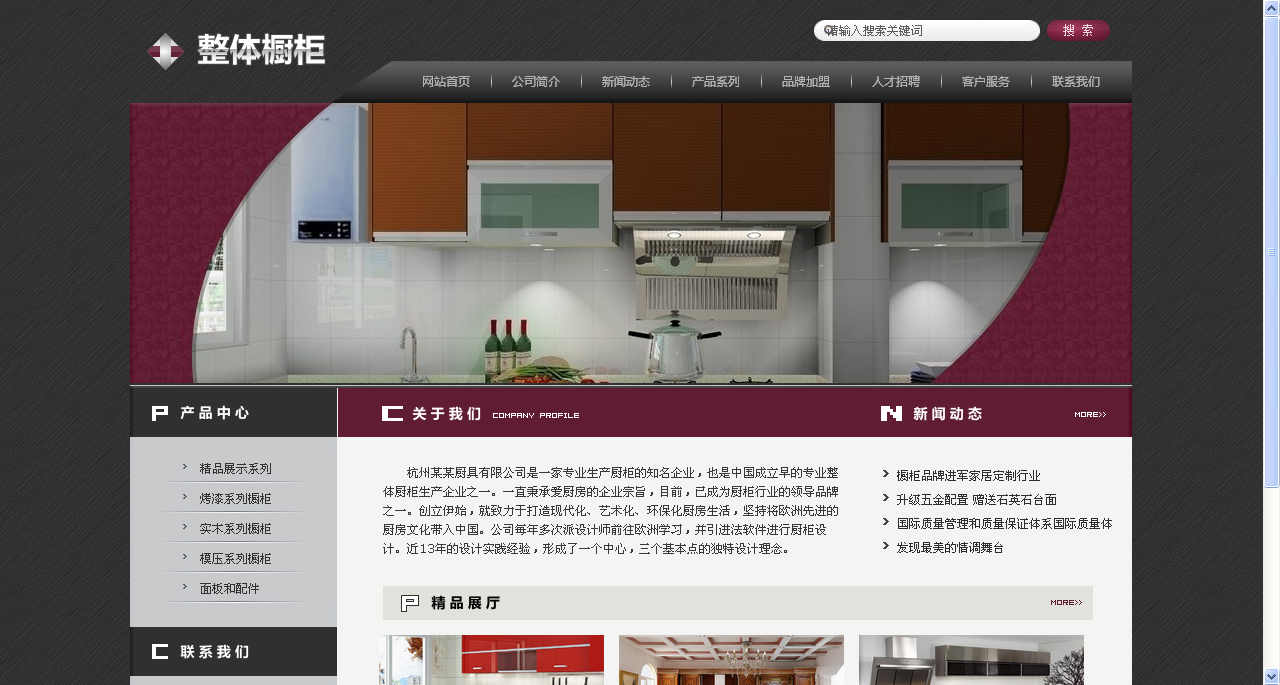 整体橱柜
请输入搜索关键词
搜 索
网站首页
公司简介
新闻动态
产品系列
品牌加盟
人才招聘
客户服务
联系我们
P 产品中心
精品展示系列
烤漆系列橱柜
实木系列橱柜
模压系列橱柜
面板和配件
C 联系我们
C 关于我们 COMPANY PROFILE
杭州某某厨具有限公司是一家专业生产厨柜的知名企业，也是中国成立早的专业整
体厨柜生产企业之一。一直秉承爱厨房的企业宗旨，目前，已成为厨柜行业的领导品牌
之一。创立伊始，就致力于打造现代化、艺术化、环保化厨房生活，坚持将欧洲先进的
厨房文化带入中国。公司每年多次派设计师前往欧洲学习，并引进法软件进行厨柜设
计。近13年的设计实践经验，形成了一个中心，三个基本点的独特设计理念。
N 新闻动态 MORE>>
橱柜品牌进军家居定制行业
升级五金配置 赠送石英石台面
国际质量管理和质量保证体系国际质量体
发现最美的情调舞台
P 精品展厅 MORE>>